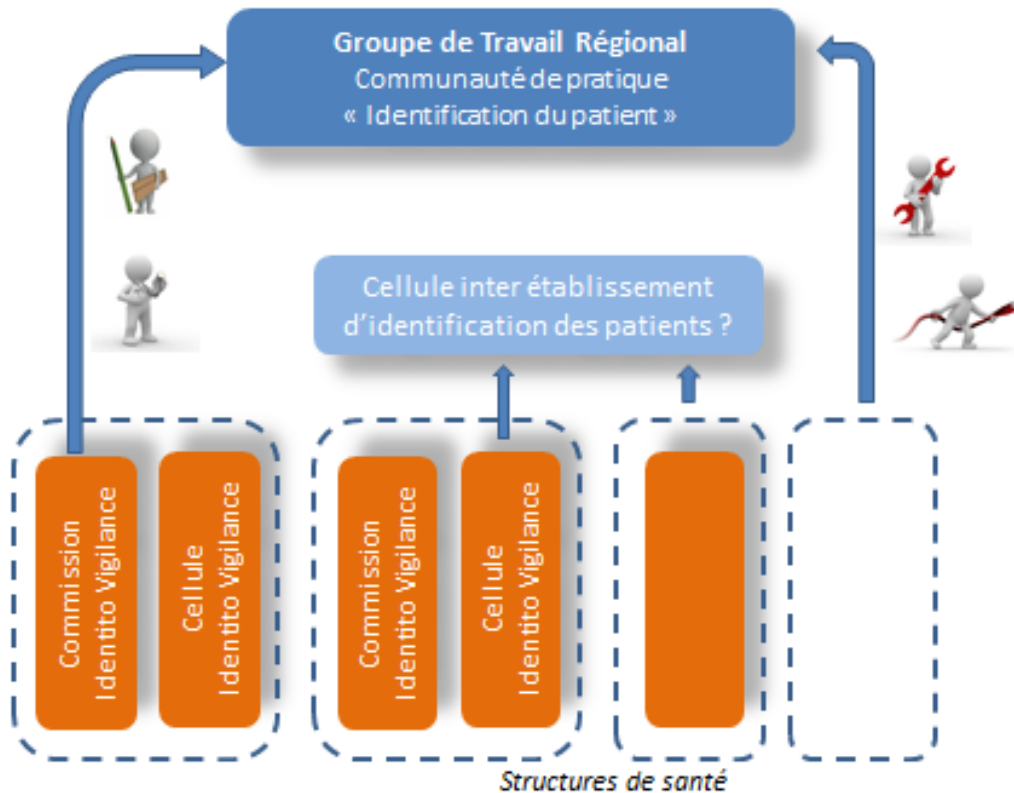 Groupe de Travail Régional
Communauté de pratique
« Identification du patient »
Cellule inter établissement
d’identification des patients ?
Commission
Identito Vigilance
Cellule
Identito Vigilance
Commission
Identito Vigilance
Cellule
Identito Vigilance
Structures de santé